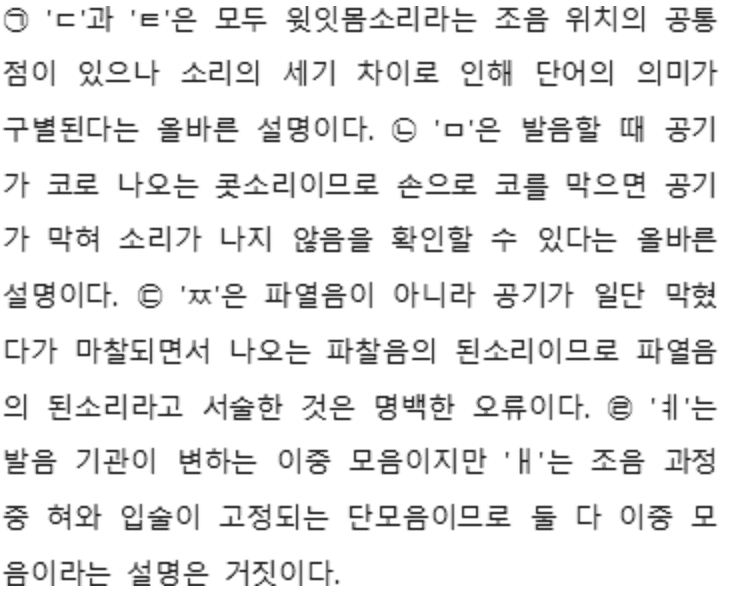 ㉠ 'ㄷ'과 'ㅌ'은 모두 윗잇몸소리라는 조음 위치의 공통
점이 있으나 소리의 세기 차이로 인해 단어의 의미가
구별된다는 올바른 설명이다. ㉡ 'ㅁ'은 발음할 때 공기
가 코로 나오는 콧소리이므로 손으로 코를 막으면 공기
가 막혀 소리가 나지 않음을 확인할 수 있다는 올바른
설명이다. ㉢ 'ㅉ'은 파열음이 아니라 공기가 일단 막혔
다가 마찰되면서 나오는 파찰음의 된소리이므로 파열음
의 된소리라고 서술한 것은 명백한 오류이다. ㉣ 'ㅖ'는
발음 기관이 변하는 이중 모음이지만 'ㅐ'는 조음 과정
중 혀와 입술이 고정되는 단모음이므로 둘 다 이중 모
음이라는 설명은 거짓이다.